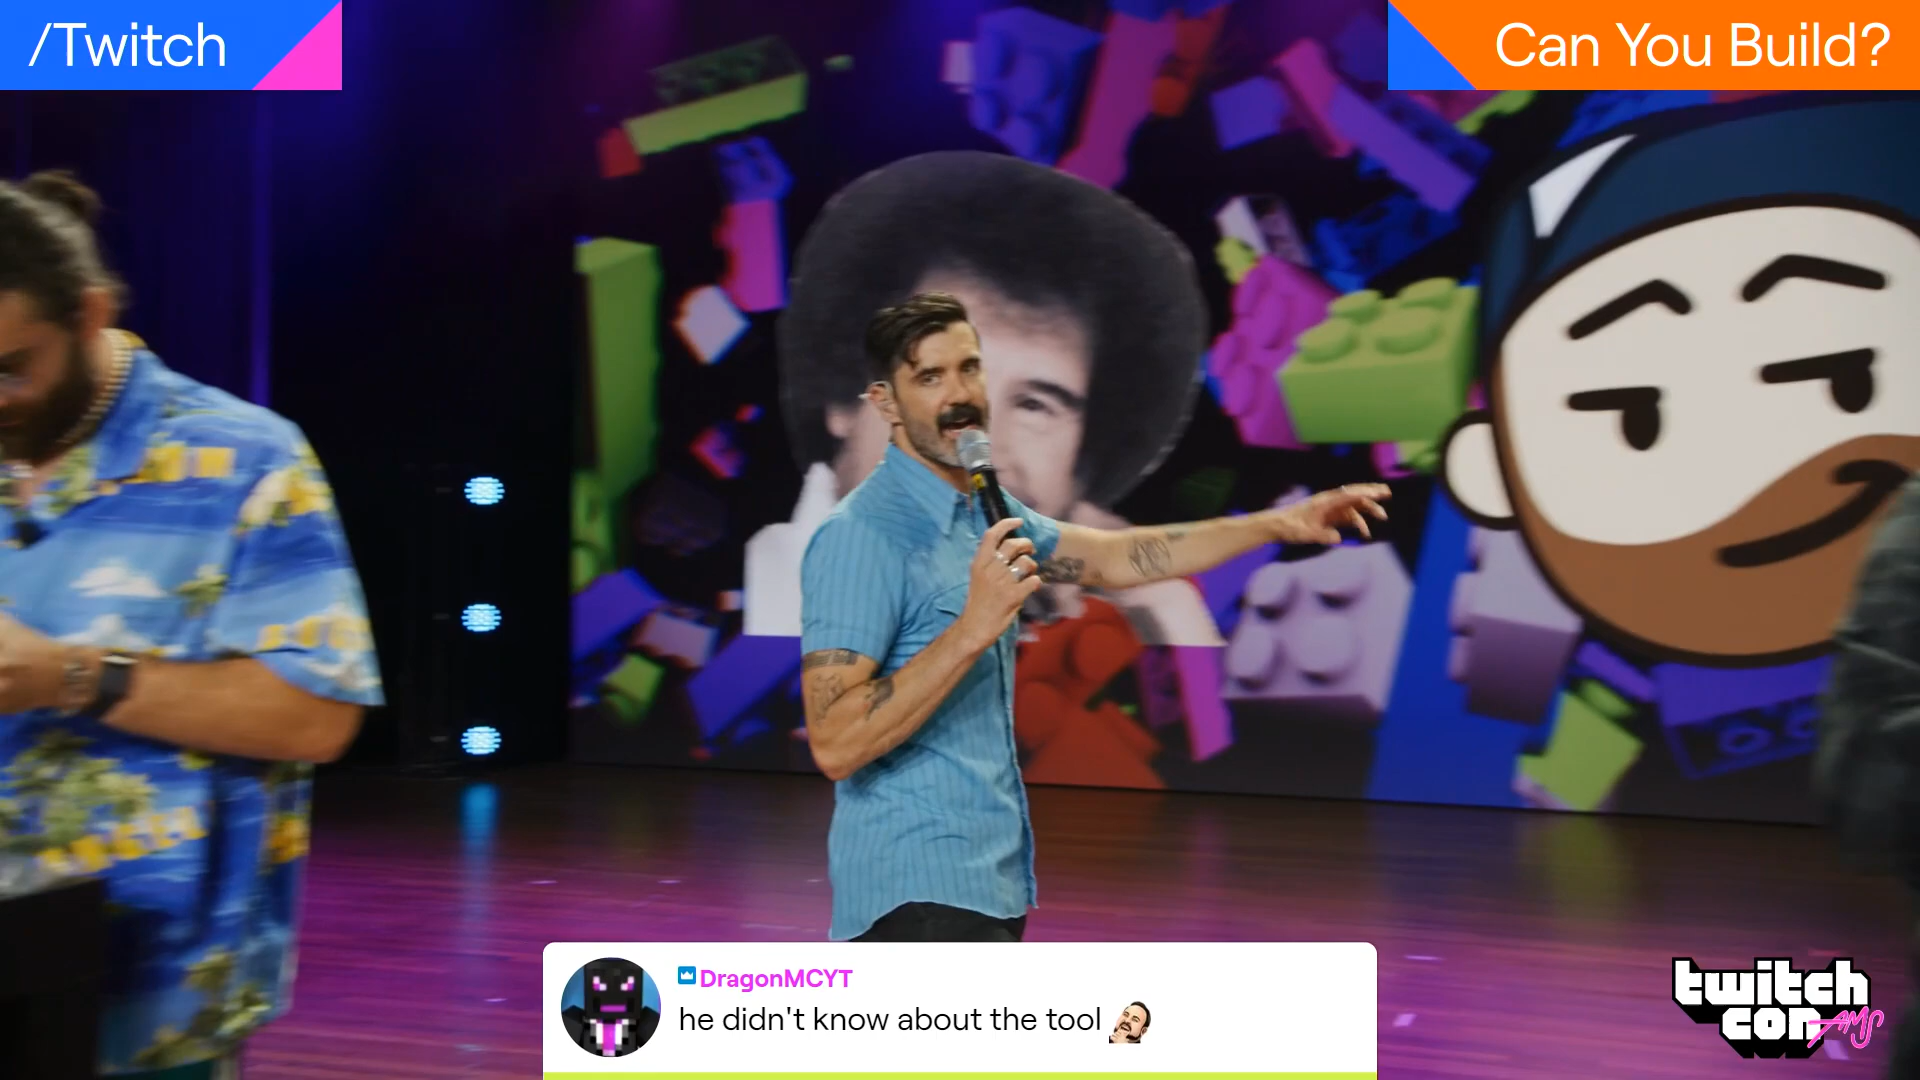 /Twitch
Can You Build?
DragonMCYT
he didn't know about the tool
twitch
con AMS